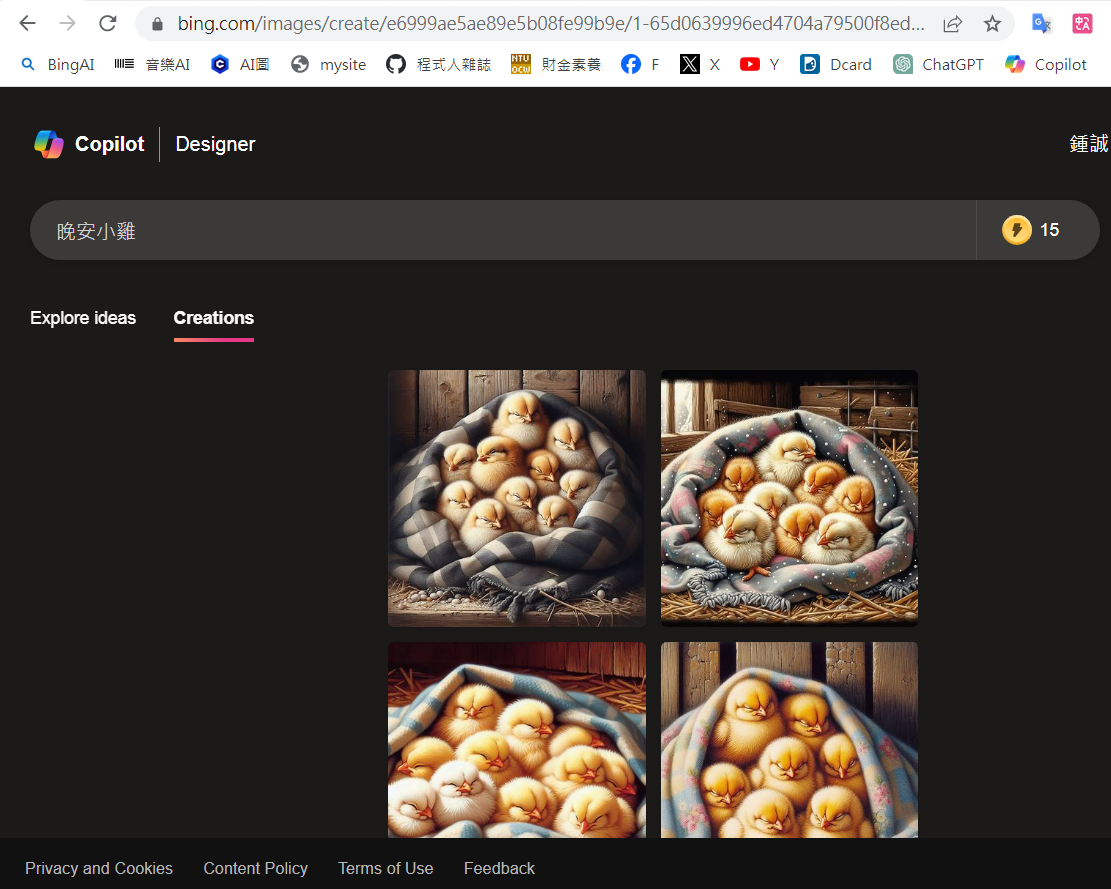 bing.com/images/create/e6999ae5ae89e5b08fe99b9e/1-65d0639996ed4704a79500f8ed...
BingAI 音樂AI AI圖 mysite 程式人雜誌 NTU OCW 財金素養 F X Y Dcard ChatGPT Copilot
Copilot Designer 鍾誠
晚安小雞 15
Explore ideas Creations
Privacy and Cookies Content Policy Terms of Use Feedback